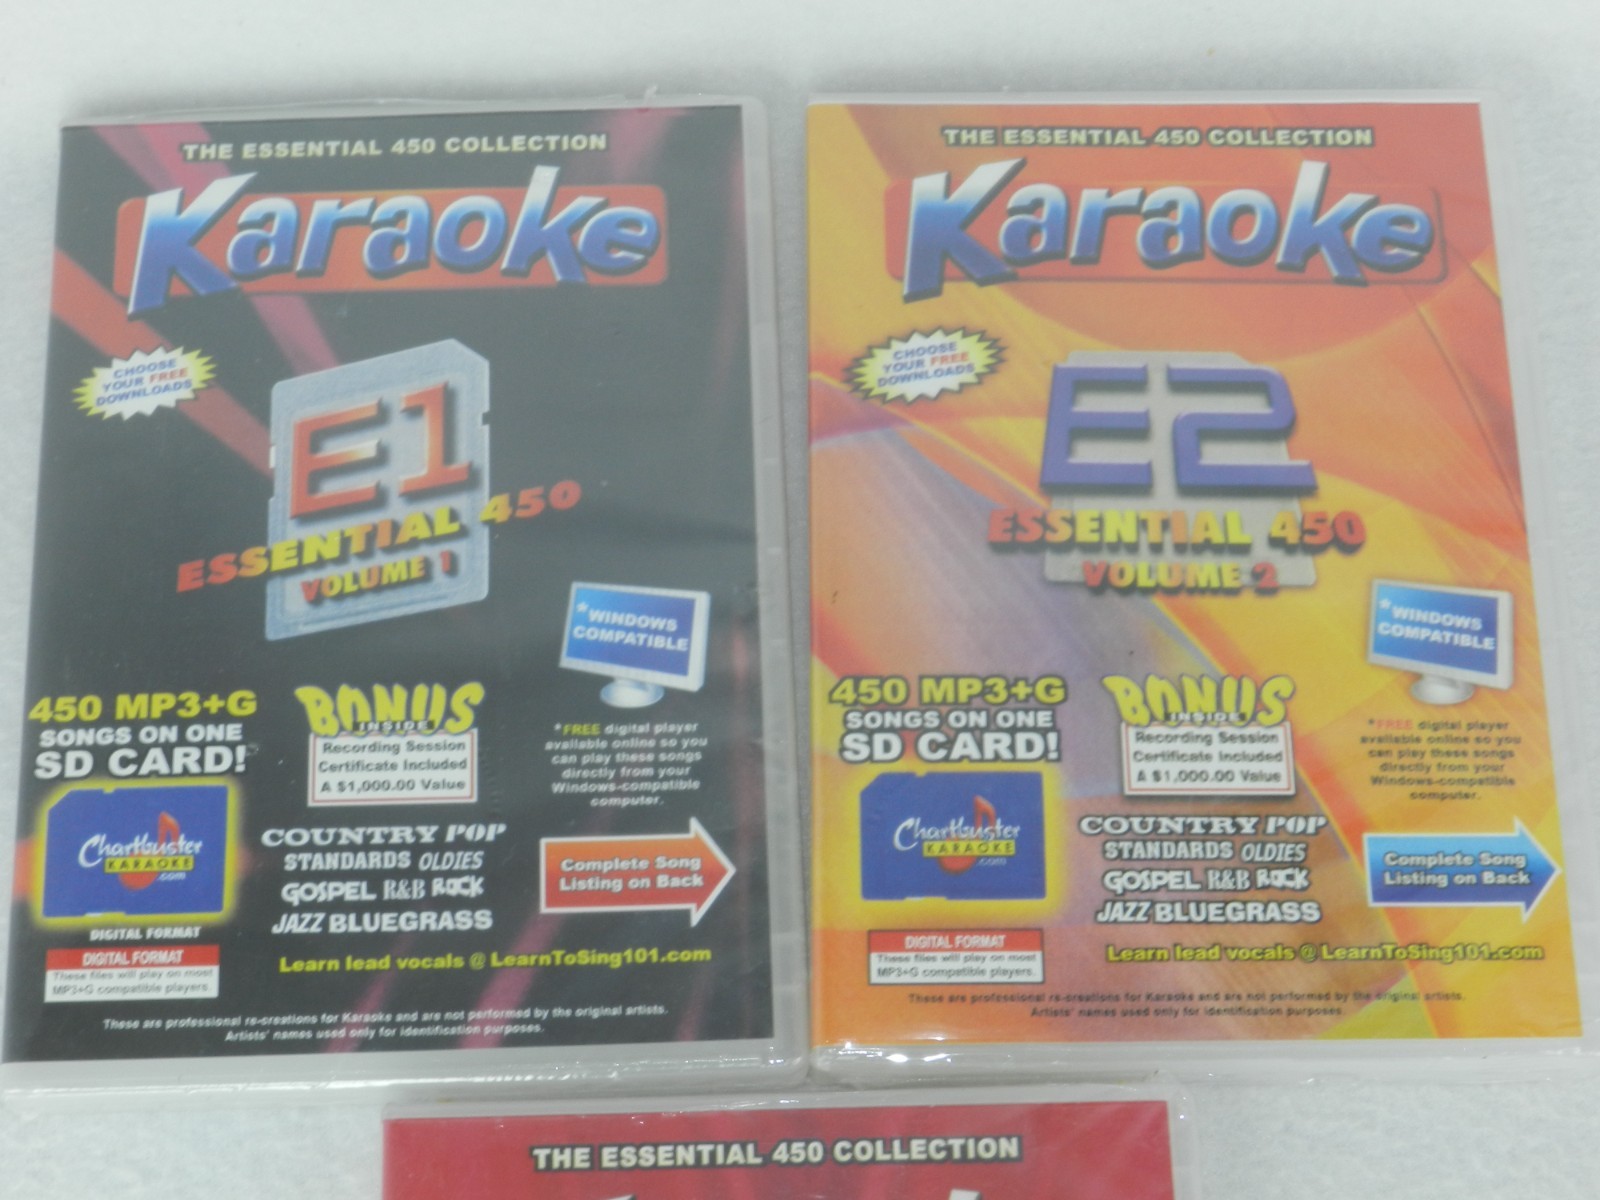 THE ESSENTIAL 450 COLLECTION
Karaoke
CHOOSE
YOUR FREE
DOWNLOADS
E1
ESSENTIAL 450
VOLUME 1
*WINDOWS
COMPATIBLE
450 MP3+G
SONGS ON ONE
SD CARD!
BONUS
INSIDE
Recording Session
Certificate Included
A $1,000.00 Value
*FREE digital player
available online so you
can play these songs
directly from your
Windows-compatible
computer.
Chartbuster
KARAOKE
.com
COUNTRY POP
STANDARDS OLDIES
GOSPEL R&B ROCK
JAZZ BLUEGRASS
Complete Song
Listing on Back
DIGITAL FORMAT
DIGITAL FORMAT
These files will play on most
MP3+G compatible players.
Learn lead vocals @ LearnToSing101.com
These are professional re-creations for Karaoke and are not performed by the original artists.
Artists' names used only for identification purposes.
THE ESSENTIAL 450 COLLECTION
Karaoke
CHOOSE
YOUR FREE
DOWNLOADS
E2
ESSENTIAL 450
VOLUME 2
*WINDOWS
COMPATIBLE
450 MP3+G
SONGS ON ONE
SD CARD!
BONUS
INSIDE
Recording Session
Certificate Included
A $1,000.00 Value
*FREE digital player
available online so you
can play these songs
directly from your
Windows-compatible
computer.
Chartbuster
KARAOKE
.com
COUNTRY POP
STANDARDS OLDIES
GOSPEL R&B ROCK
JAZZ BLUEGRASS
Complete Song
Listing on Back
DIGITAL FORMAT
These files will play on most
MP3+G compatible players.
Learn lead vocals @ LearnToSing101.com
These are professional re-creations for Karaoke and are not performed by the original artists.
Artists' names used only for identification purposes.
THE ESSENTIAL 450 COLLECTION